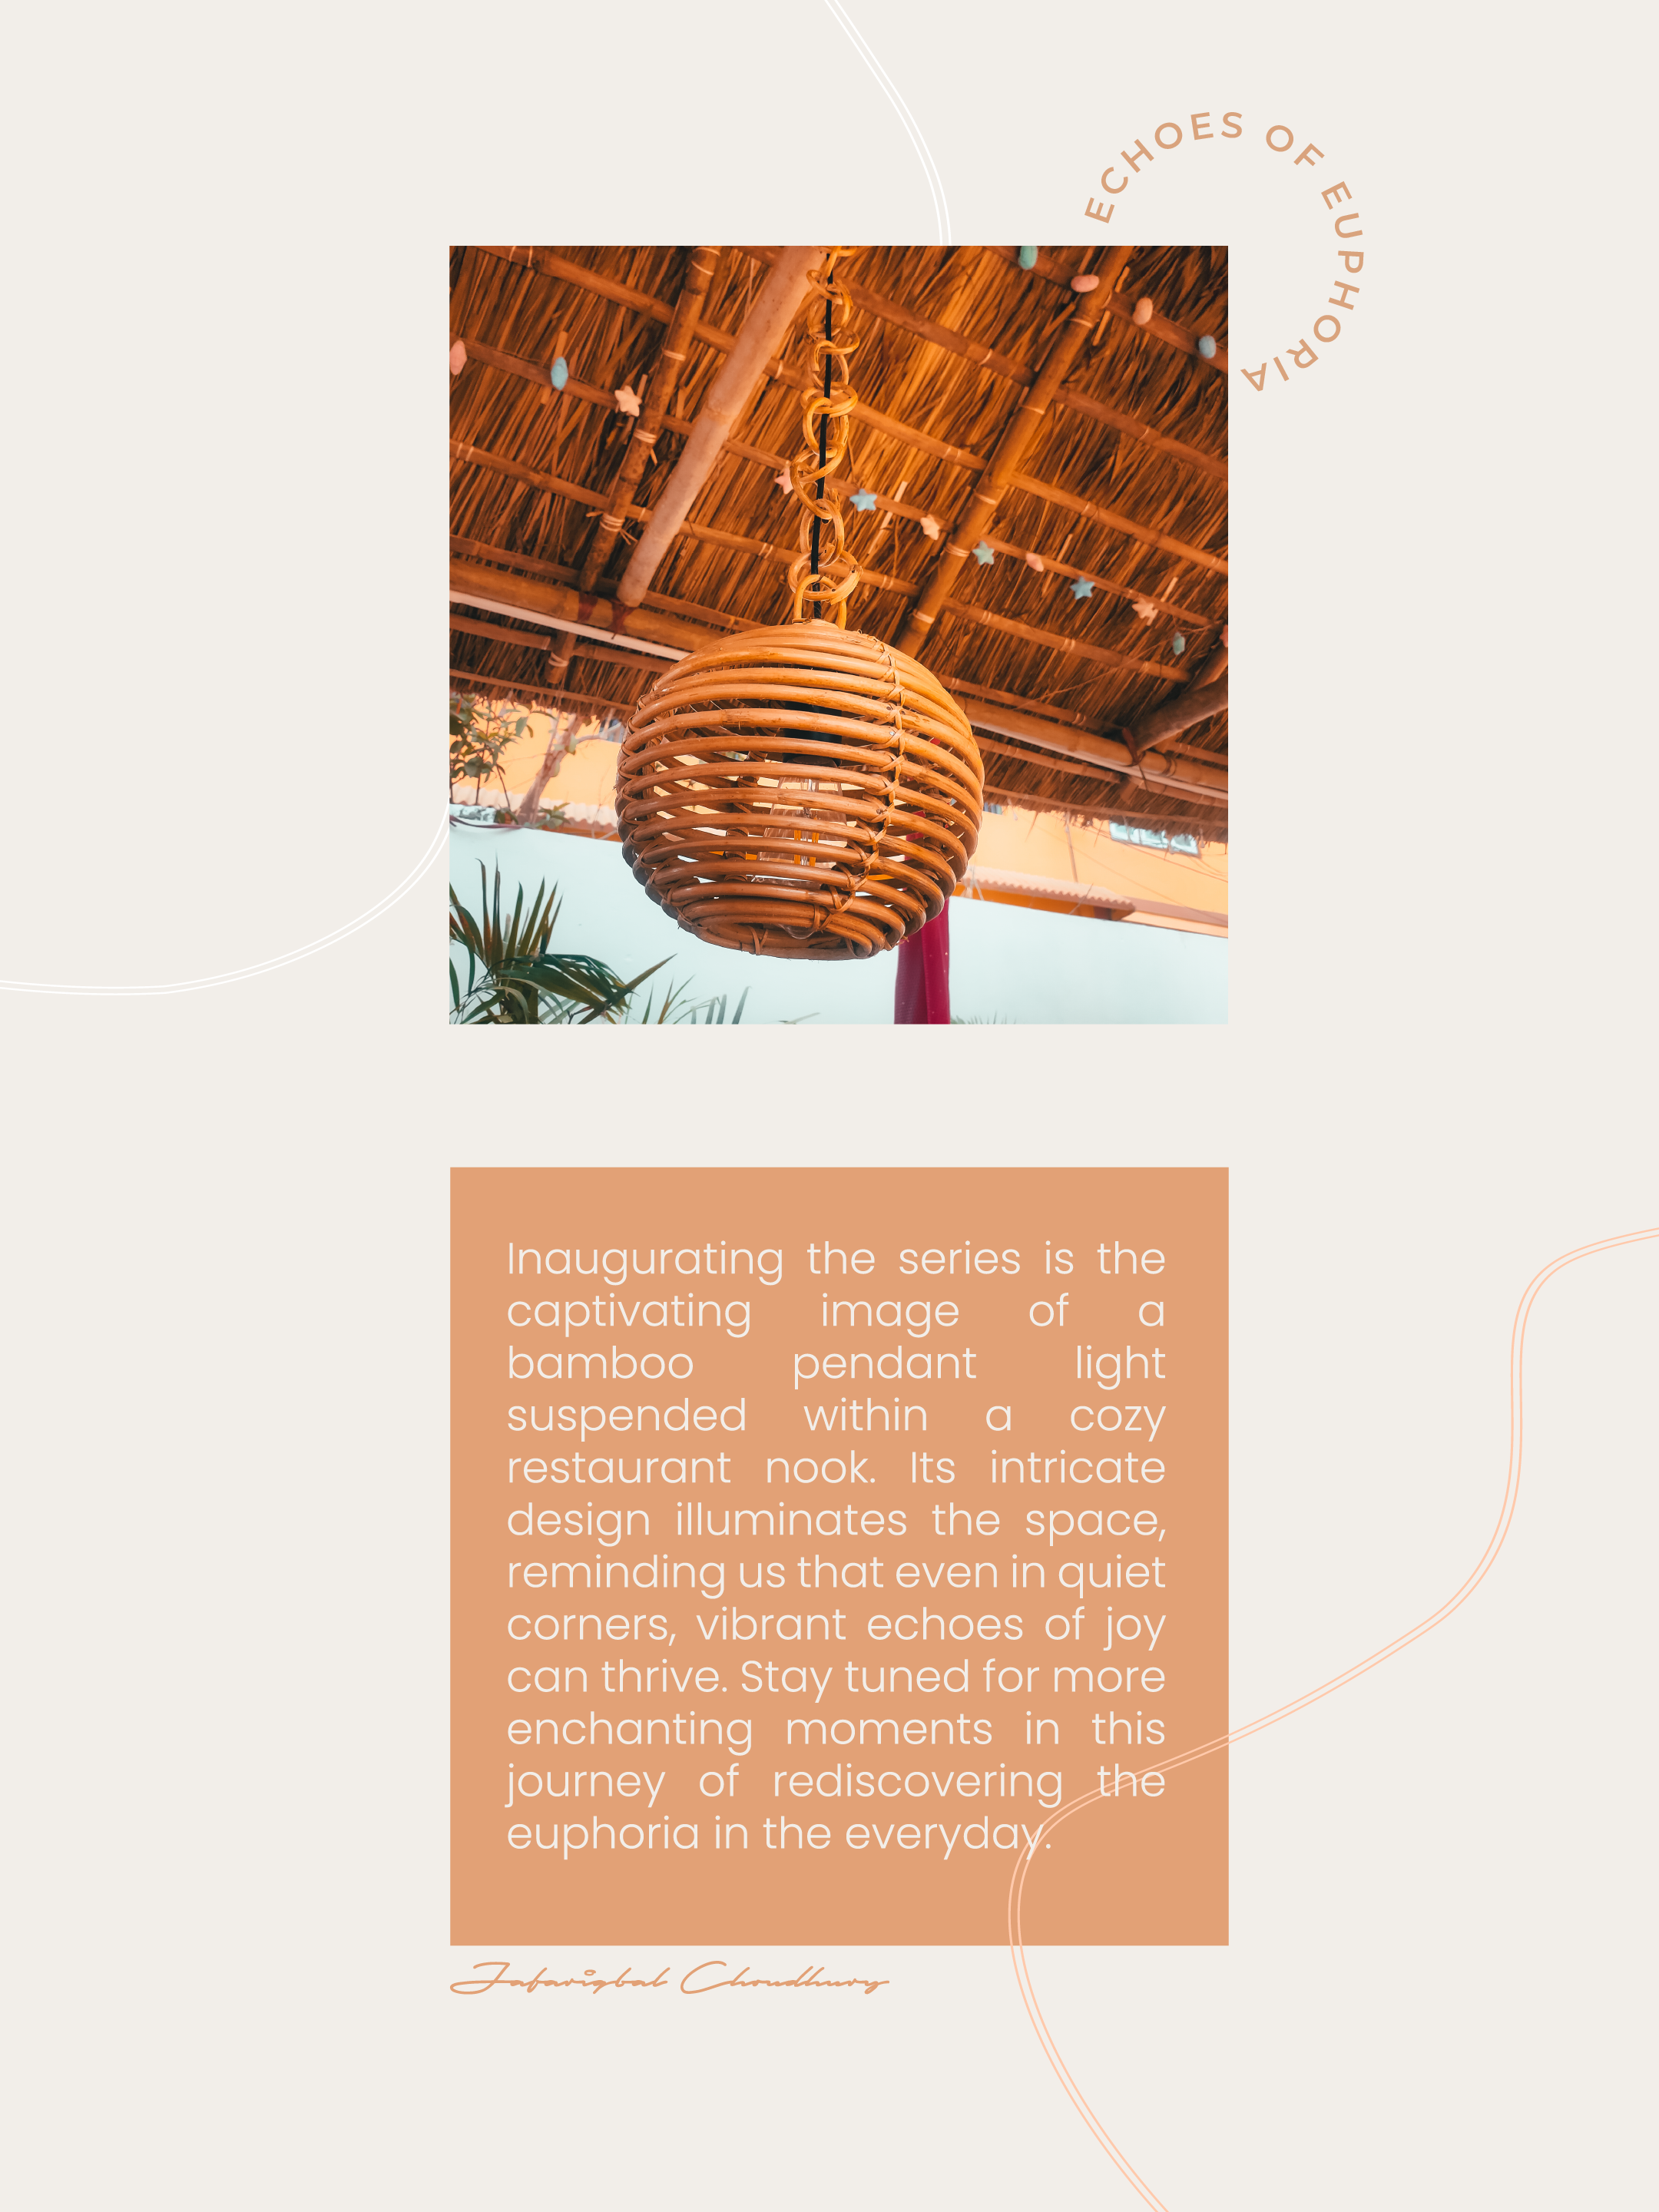 ECHOES OF EUPHORIA
Inaugurating the series is the
captivating image of a
bamboo pendant light
suspended within a cozy
restaurant nook. Its intricate
design illuminates the space,
reminding us that even in quiet
corners, vibrant echoes of joy
can thrive. Stay tuned for more
enchanting moments in this
journey of rediscovering the
euphoria in the everyday.
Jafariqbal Choudhury